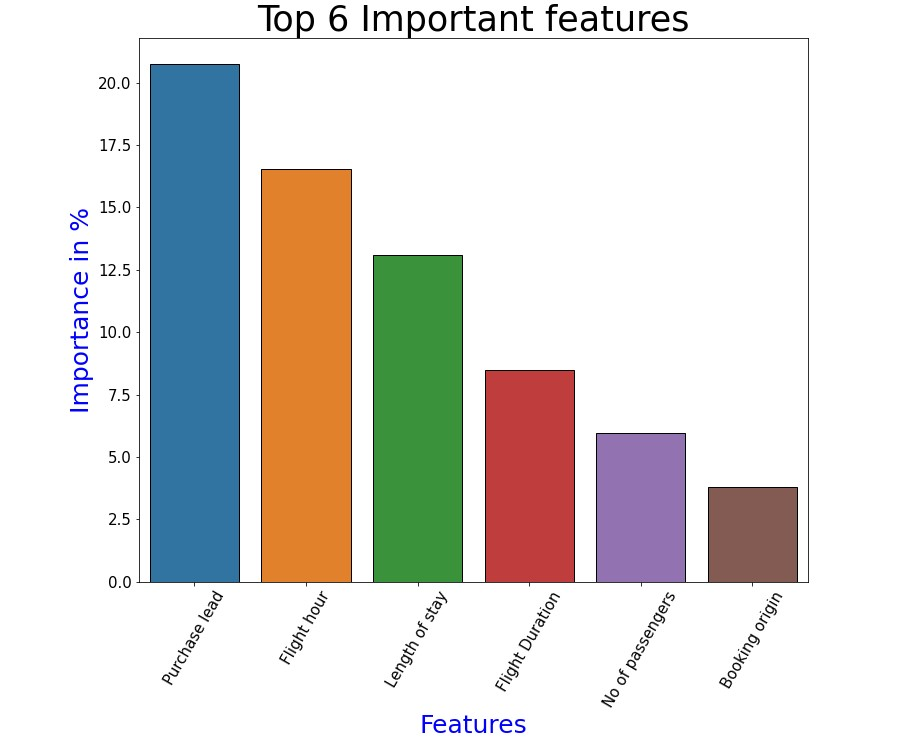 Top 6 Important features
Importance in %
20.0
17.5
15.0
12.5
10.0
7.5
5.0
2.5
0.0
Purchase lead
Flight hour
Length of stay
Flight Duration
No of passengers
Booking origin
Features